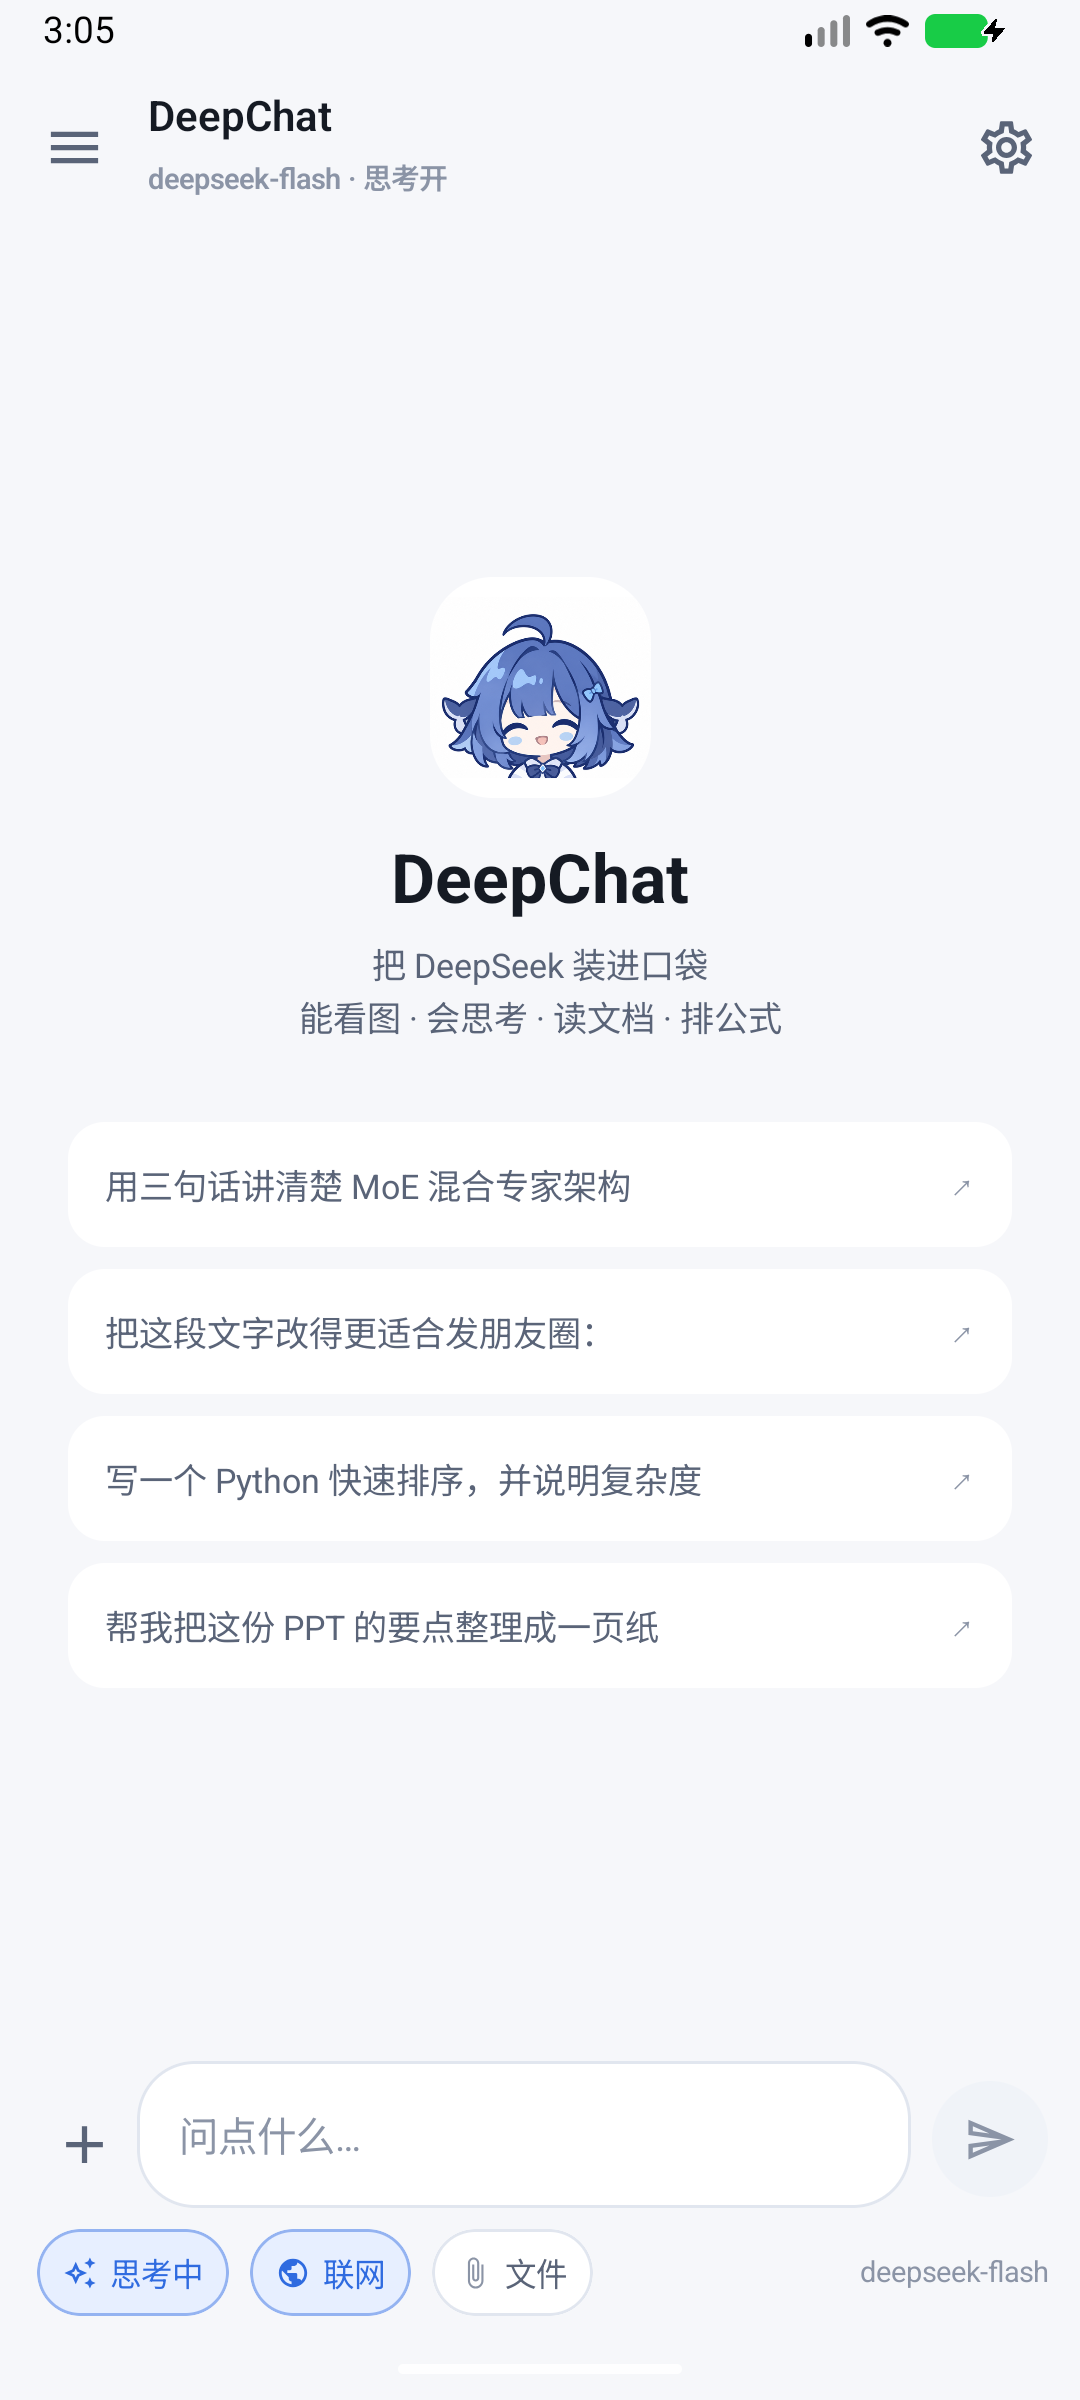 3:05
DeepChat
deepseek-flash · 思考开
DeepChat
把 DeepSeek 装进口袋
能看图 · 会思考 · 读文档 · 排公式
用三句话讲清楚 MoE 混合专家架构 ↗
把这段文字改得更适合发朋友圈： ↗
写一个 Python 快速排序，并说明复杂度 ↗
帮我把这份 PPT 的要点整理成一页纸 ↗
问点什么...
思考中 联网 文件 deepseek-flash